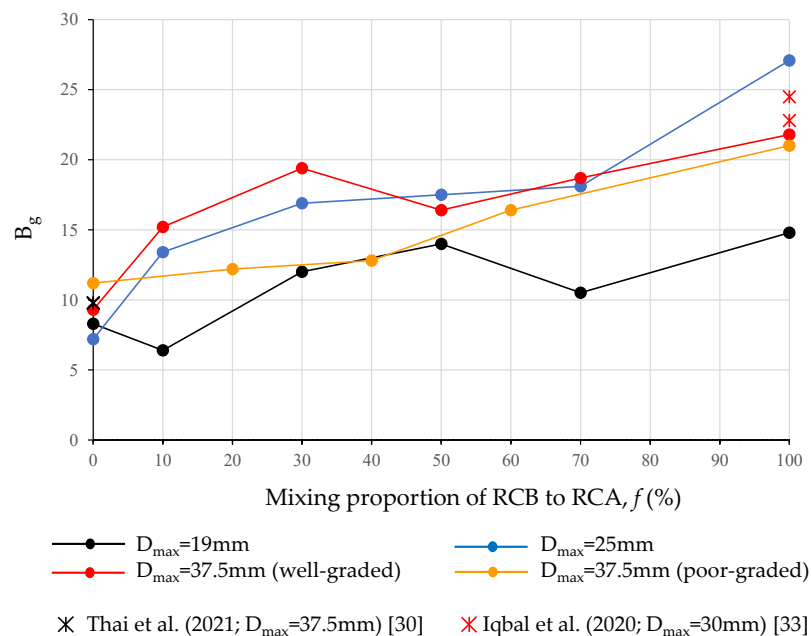 30
25
20
15
10
5
0
B_g
0 10 20 30 40 50 60 70 80 90 100
Mixing proportion of RCB to RCA, f (%)
D_max=19mm D_max=25mm
D_max=37.5mm (well-graded) D_max=37.5mm (poor-graded)
Thai et al. (2021; D_max=37.5mm) [30] Iqbal et al. (2020; D_max=30mm) [33]